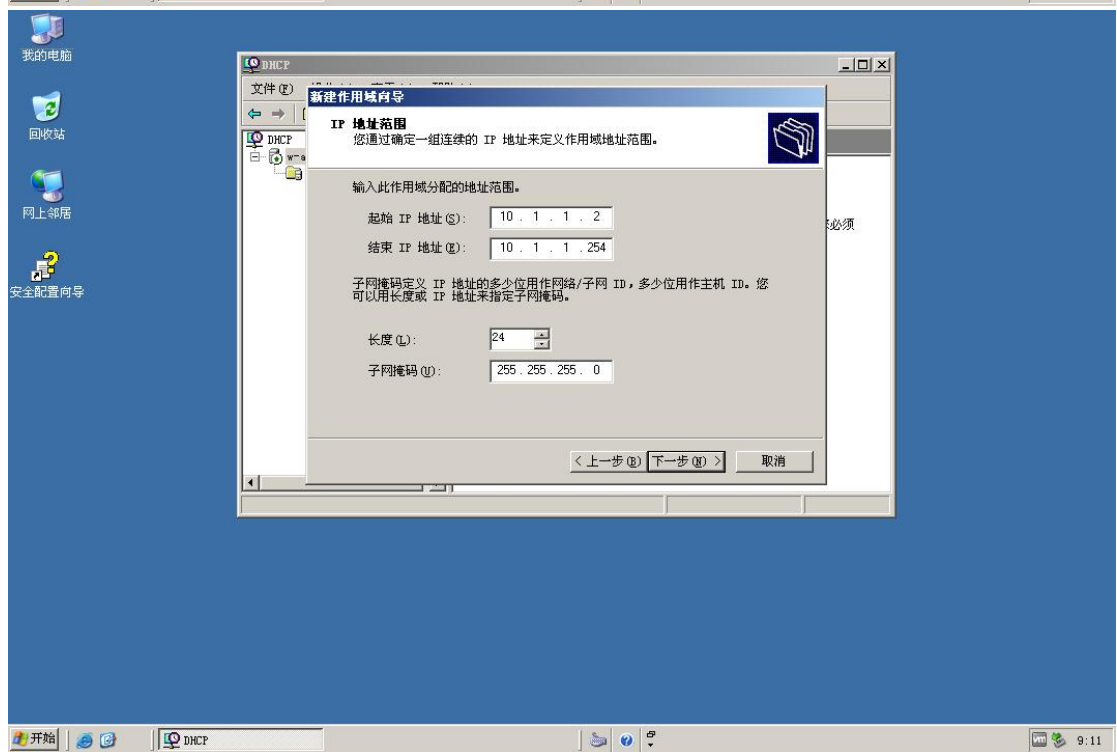 我的电脑
回收站
网上邻居
安全配置向导
DHCP
文件(F)
新建作用域向导
DHCP
IP 地址范围
您通过确定一组连续的 IP 地址来定义作用域地址范围。
输入此作用域分配的地址范围。
起始 IP 地址(S): 10 . 1 . 1 . 2
结束 IP 地址(E): 10 . 1 . 1 . 254
必须
子网掩码定义 IP 地址的多少位用作网络/子网 ID,多少位用作主机 ID。您
可以用长度或 IP 地址来指定子网掩码。
长度(L): 24
子网掩码(U): 255 . 255 . 255 . 0
< 上一步(B) 下一步(N) > 取消
开始 DHCP 9:11